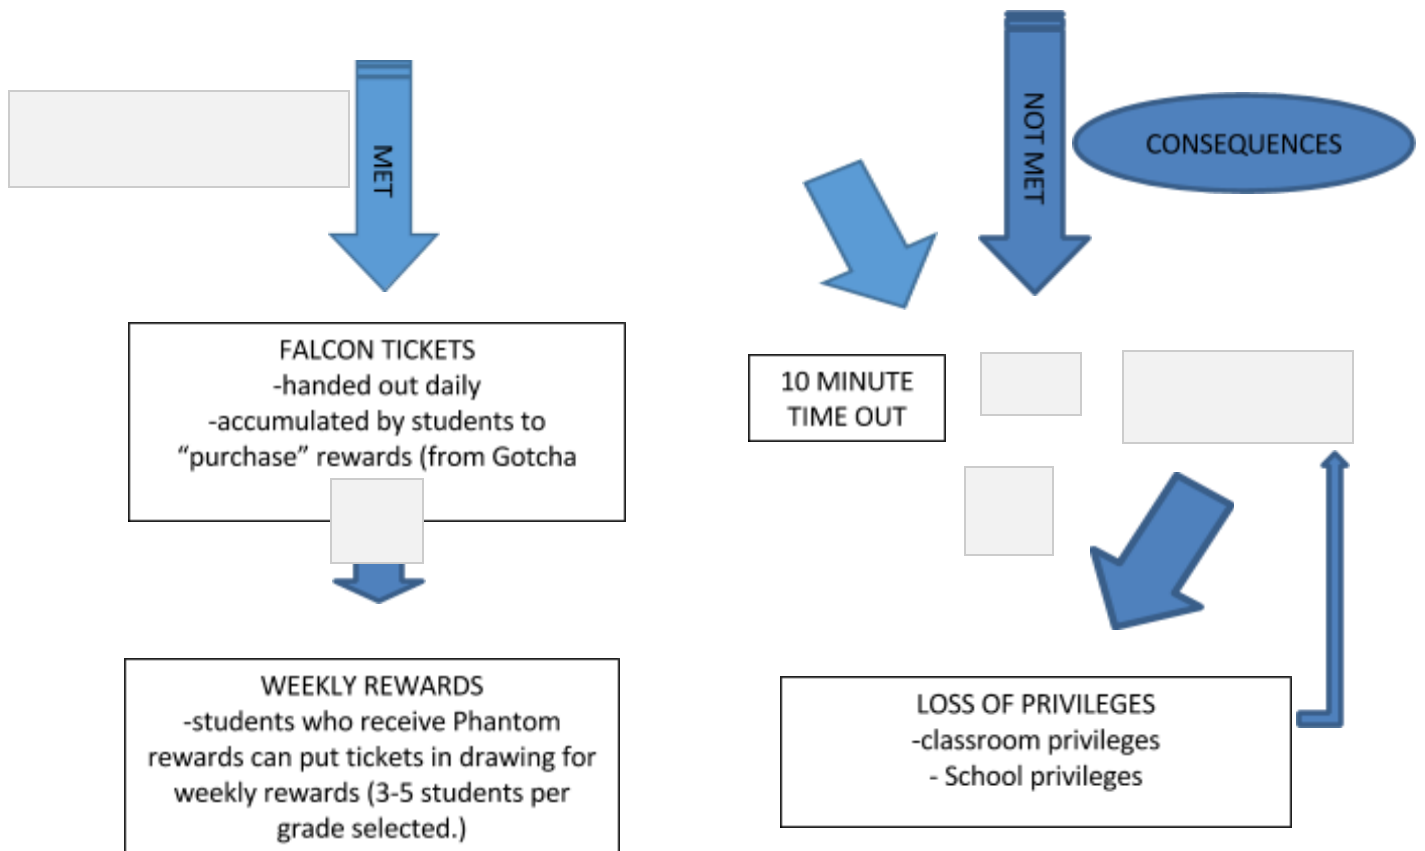 MET
FALCON TICKETS
-handed out daily
-accumulated by students to
“purchase” rewards (from Gotcha
WEEKLY REWARDS
-students who receive Phantom
rewards can put tickets in drawing for
weekly rewards (3-5 students per
grade selected.)
NOT MET
CONSEQUENCES
10 MINUTE
TIME OUT
LOSS OF PRIVILEGES
-classroom privileges
- School privileges